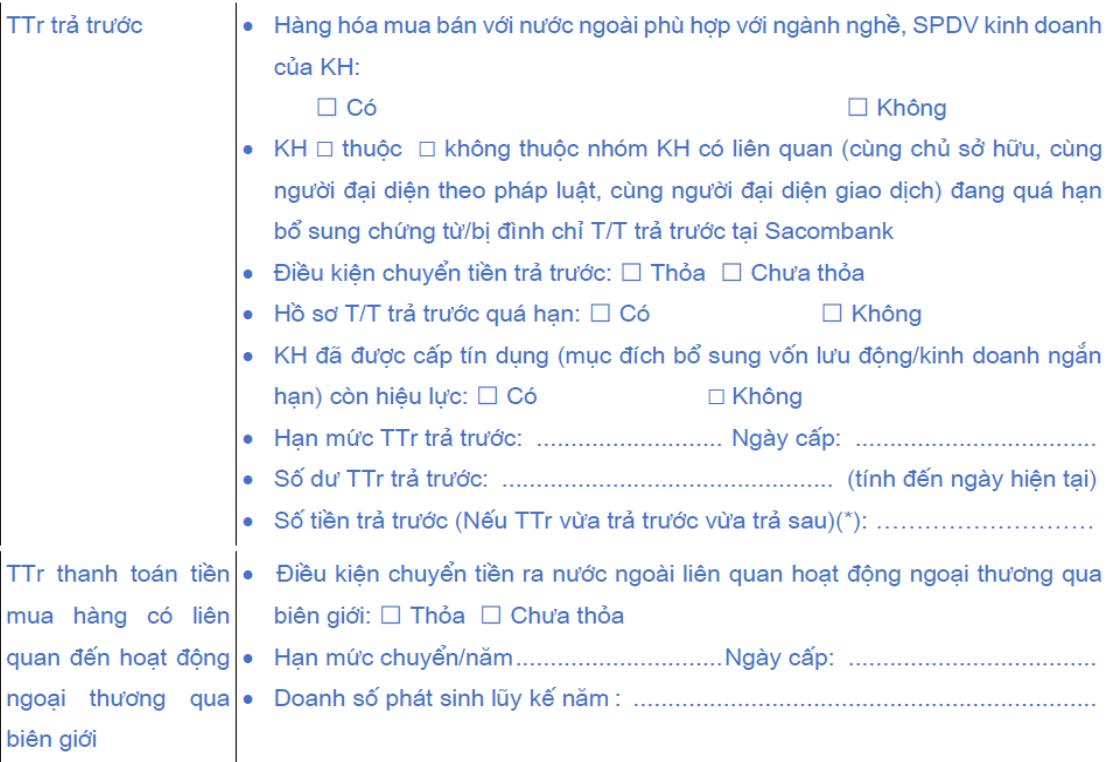 TTr trả trước
• Hàng hóa mua bán với nước ngoài phù hợp với ngành nghề, SPDV kinh doanh
của KH:
☐ Có ☐ Không
• KH ☐ thuộc ☐ không thuộc nhóm KH có liên quan (cùng chủ sở hữu, cùng
người đại diện theo pháp luật, cùng người đại diện giao dịch) đang quá hạn
bổ sung chứng từ/bị đình chỉ T/T trả trước tại Sacombank
• Điều kiện chuyển tiền trả trước: ☐ Thỏa ☐ Chưa thỏa
• Hồ sơ T/T trả trước quá hạn: ☐ Có ☐ Không
• KH đã được cấp tín dụng (mục đích bổ sung vốn lưu động/kinh doanh ngắn
hạn) còn hiệu lực: ☐ Có ☐ Không
• Hạn mức TTr trả trước: ........................... Ngày cấp: ...................................
• Số dư TTr trả trước: ................................................ (tính đến ngày hiện tại)
• Số tiền trả trước (Nếu TTr vừa trả trước vừa trả sau)(*): ...........................
TTr thanh toán tiền
mua hàng có liên
quan đến hoạt động
ngoại thương qua
biên giới
• Điều kiện chuyển tiền ra nước ngoài liên quan hoạt động ngoại thương qua
biên giới: ☐ Thỏa ☐ Chưa thỏa
• Hạn mức chuyển/năm..............................Ngày cấp: ....................................
• Doanh số phát sinh lũy kế năm : ...................................................................